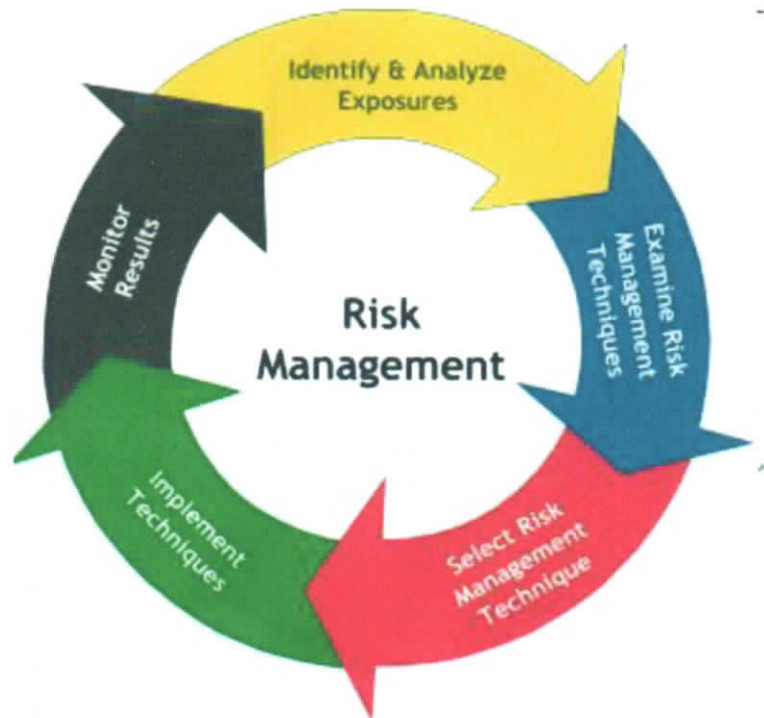 Identify & Analyze
Exposures
Examine Risk
Management
Techniques
Select Risk
Management
Technique
Implement
Techniques
Monitor
Results
Risk
Management